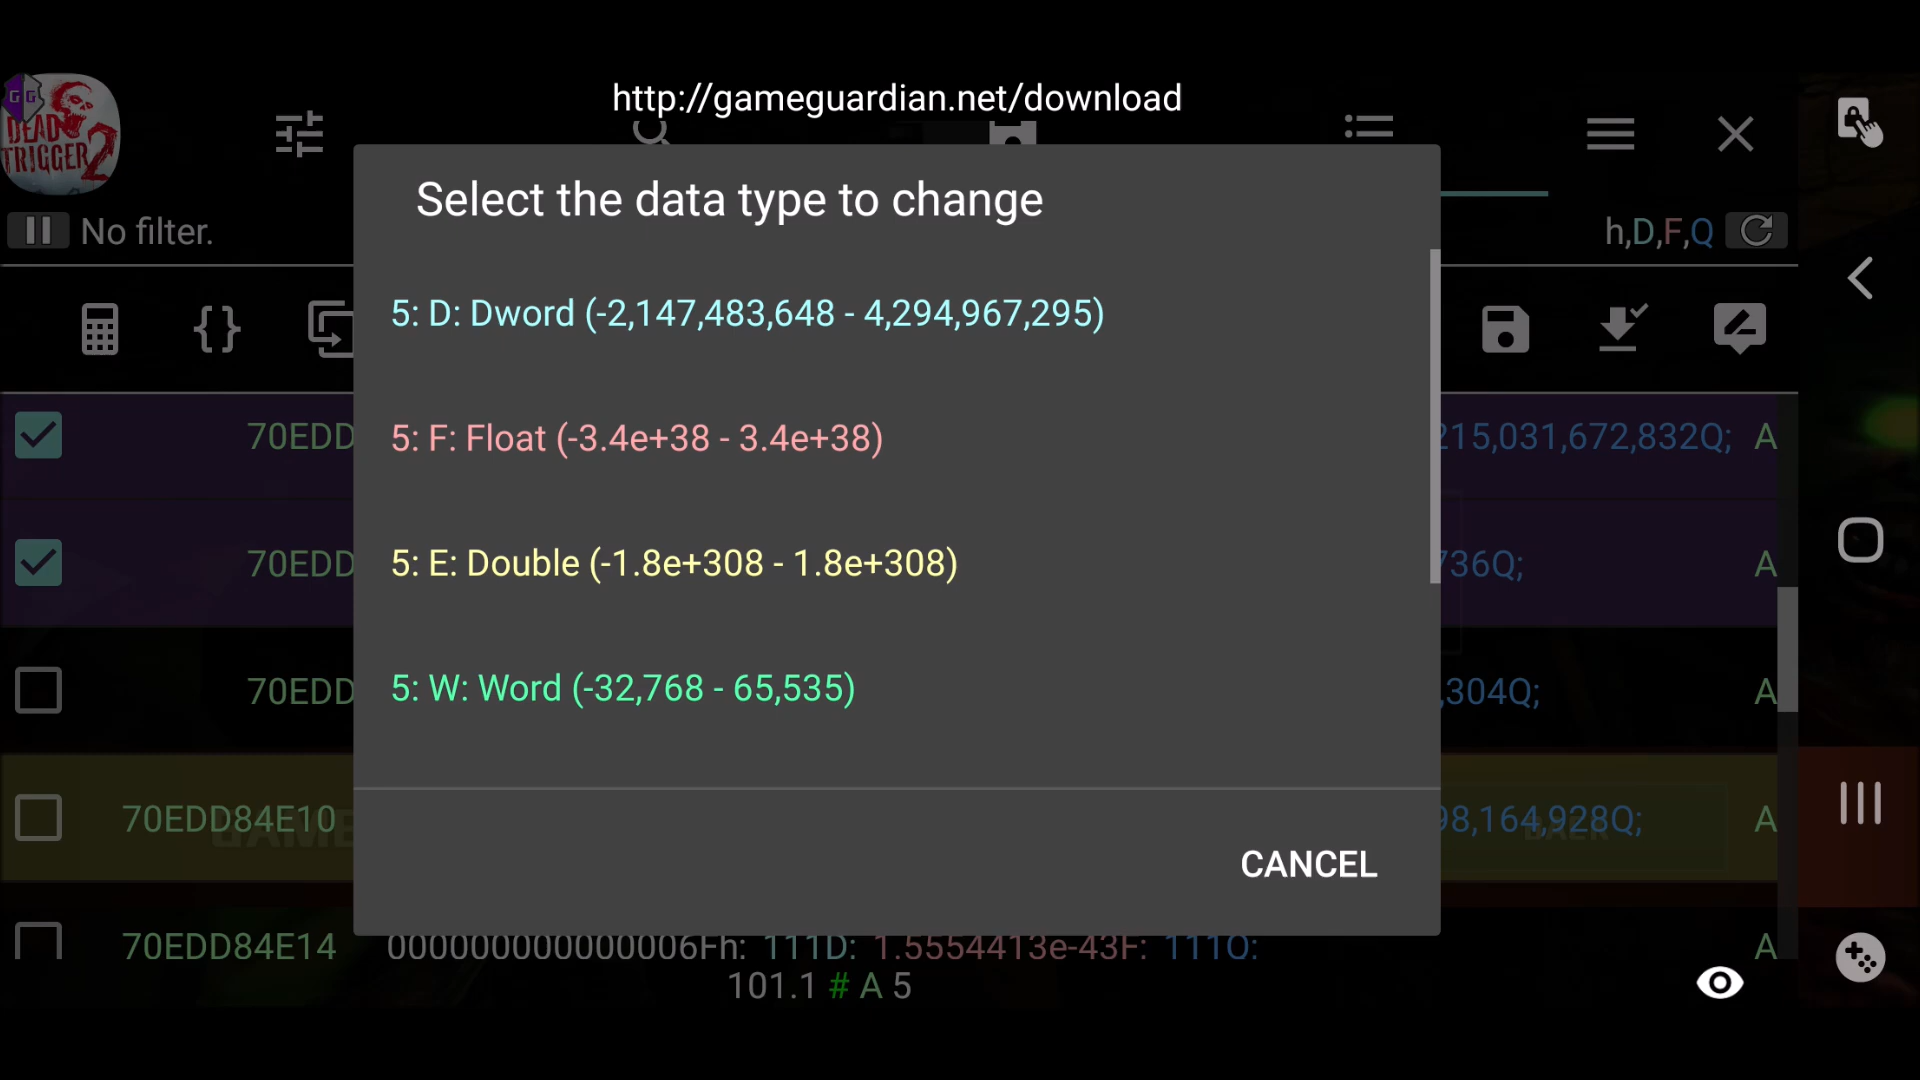 http://gameguardian.net/download
GG
DEAD
TRIGGER 2
Select the data type to change
No filter.
h,D,F,Q
5: D: Dword (-2,147,483,648 - 4,294,967,295)
{}
70EDD
5: F: Float (-3.4e+38 - 3.4e+38)
215,031,672,832Q;
A
70EDD
5: E: Double (-1.8e+308 - 1.8e+308)
736Q;
A
70EDD
5: W: Word (-32,768 - 65,535)
,304Q;
A
70EDD84E10
98,164,928Q;
A
GAME
CANCEL
70EDD84E14
000000000000006Fh: 111D: 1.5554413e-43F: 111Q:
A
101.1 # A 5